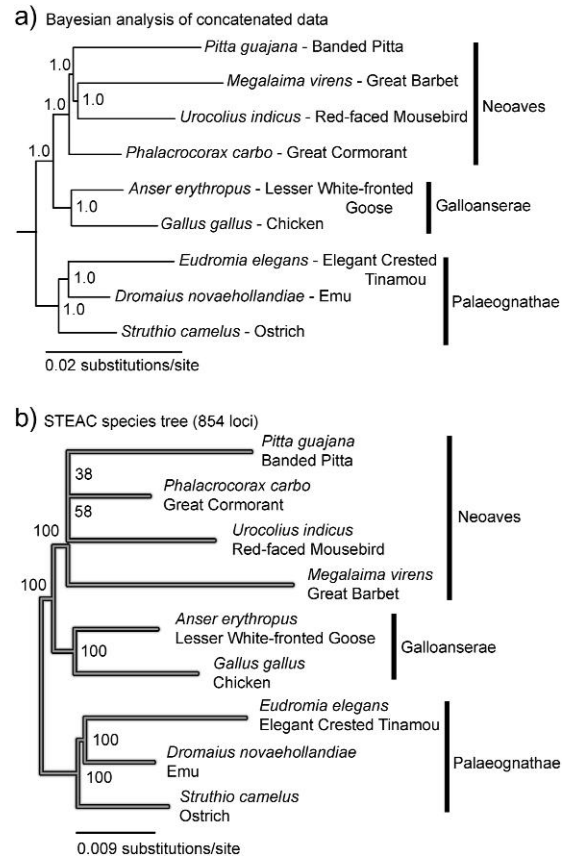 a) Bayesian analysis of concatenated data
Pitta guajana - Banded Pitta
1.0
Megalaima virens - Great Barbet
1.0
1.0
Neoaves
Urocolius indicus - Red-faced Mousebird
1.0
Phalacrocorax carbo - Great Cormorant
Anser erythropus - Lesser White-fronted
Goose
1.0
Galloanserae
Gallus gallus - Chicken
Eudromia elegans - Elegant Crested
Tinamou
1.0
Dromaius novaehollandiae - Emu
Palaeognathae
1.0
Struthio camelus - Ostrich
0.02 substitutions/site
b) STEAC species tree (854 loci)
Pitta guajana
Banded Pitta
38
Phalacrocorax carbo
Great Cormorant
58
Neoaves
100
Urocolius indicus
Red-faced Mousebird
Megalaima virens
Great Barbet
100
Anser erythropus
Lesser White-fronted Goose
100
Galloanserae
Gallus gallus
Chicken
Eudromia elegans
Elegant Crested Tinamou
100
Dromaius novaehollandiae
Emu
Palaeognathae
100
Struthio camelus
Ostrich
0.009 substitutions/site